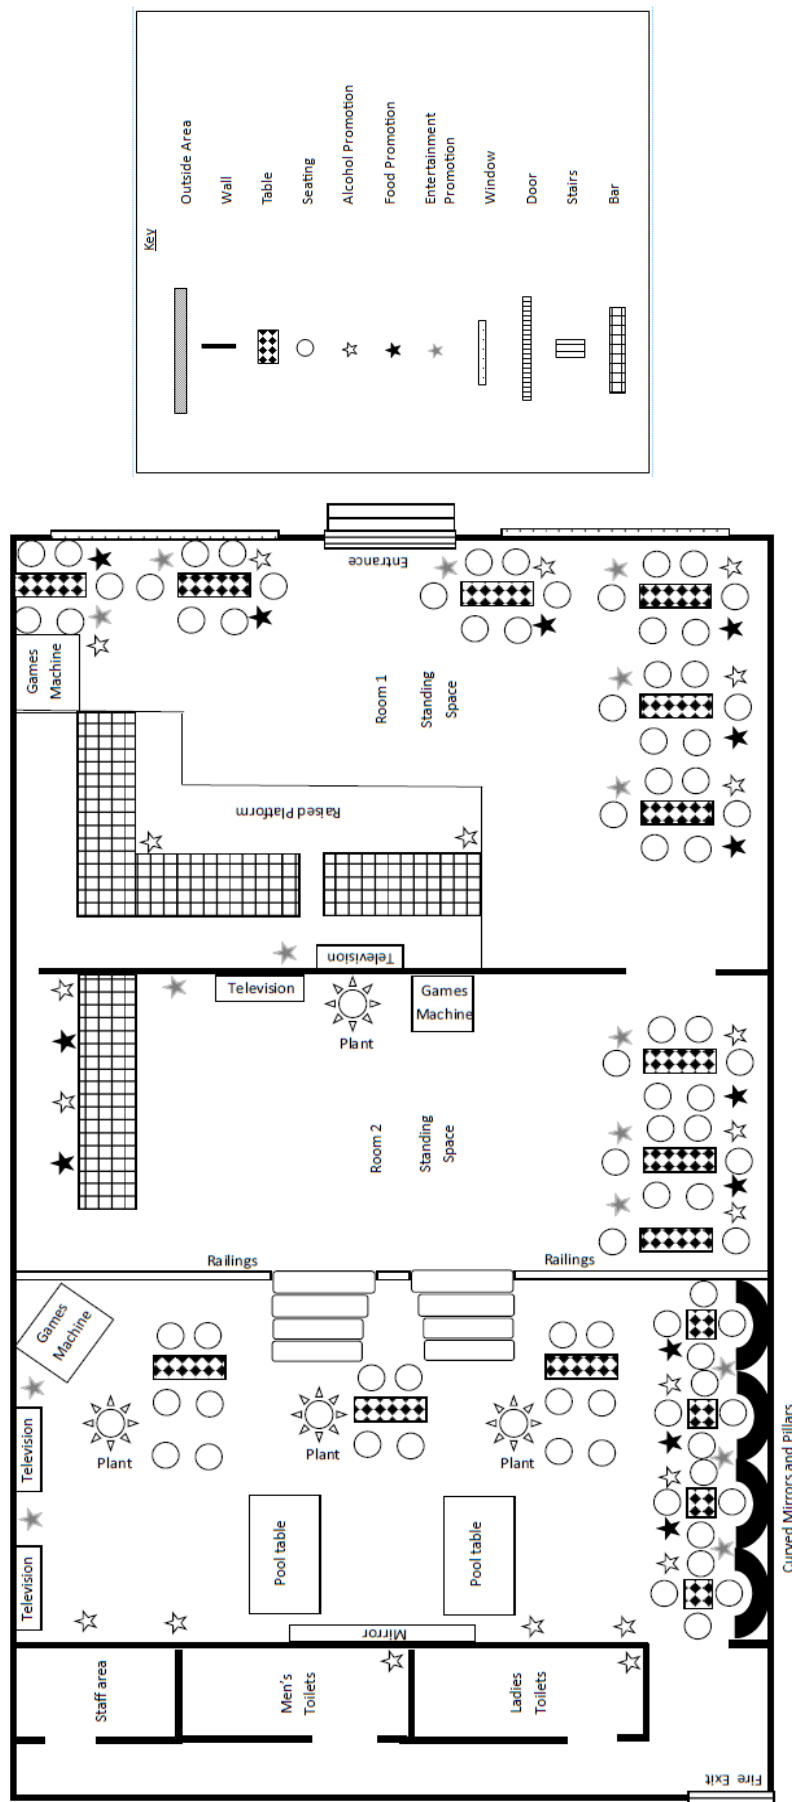 Key
Outside Area
Wall
Table
Seating
Alcohol Promotion
Food Promotion
Entertainment
Promotion
Window
Door
Stairs
Bar
Entrance
Games
Machine
Room 1
Standing
Space
Raised Platform
Television
Television
Games
Machine
Plant
Room 2
Standing
Space
Railings
Railings
Games
Machine
Plant
Plant
Plant
Television
Television
Pool table
Pool table
Curved Mirrors and Pillars
Mirror
Staff area
Men's
Toilets
Ladies
Toilets
Fire Exit